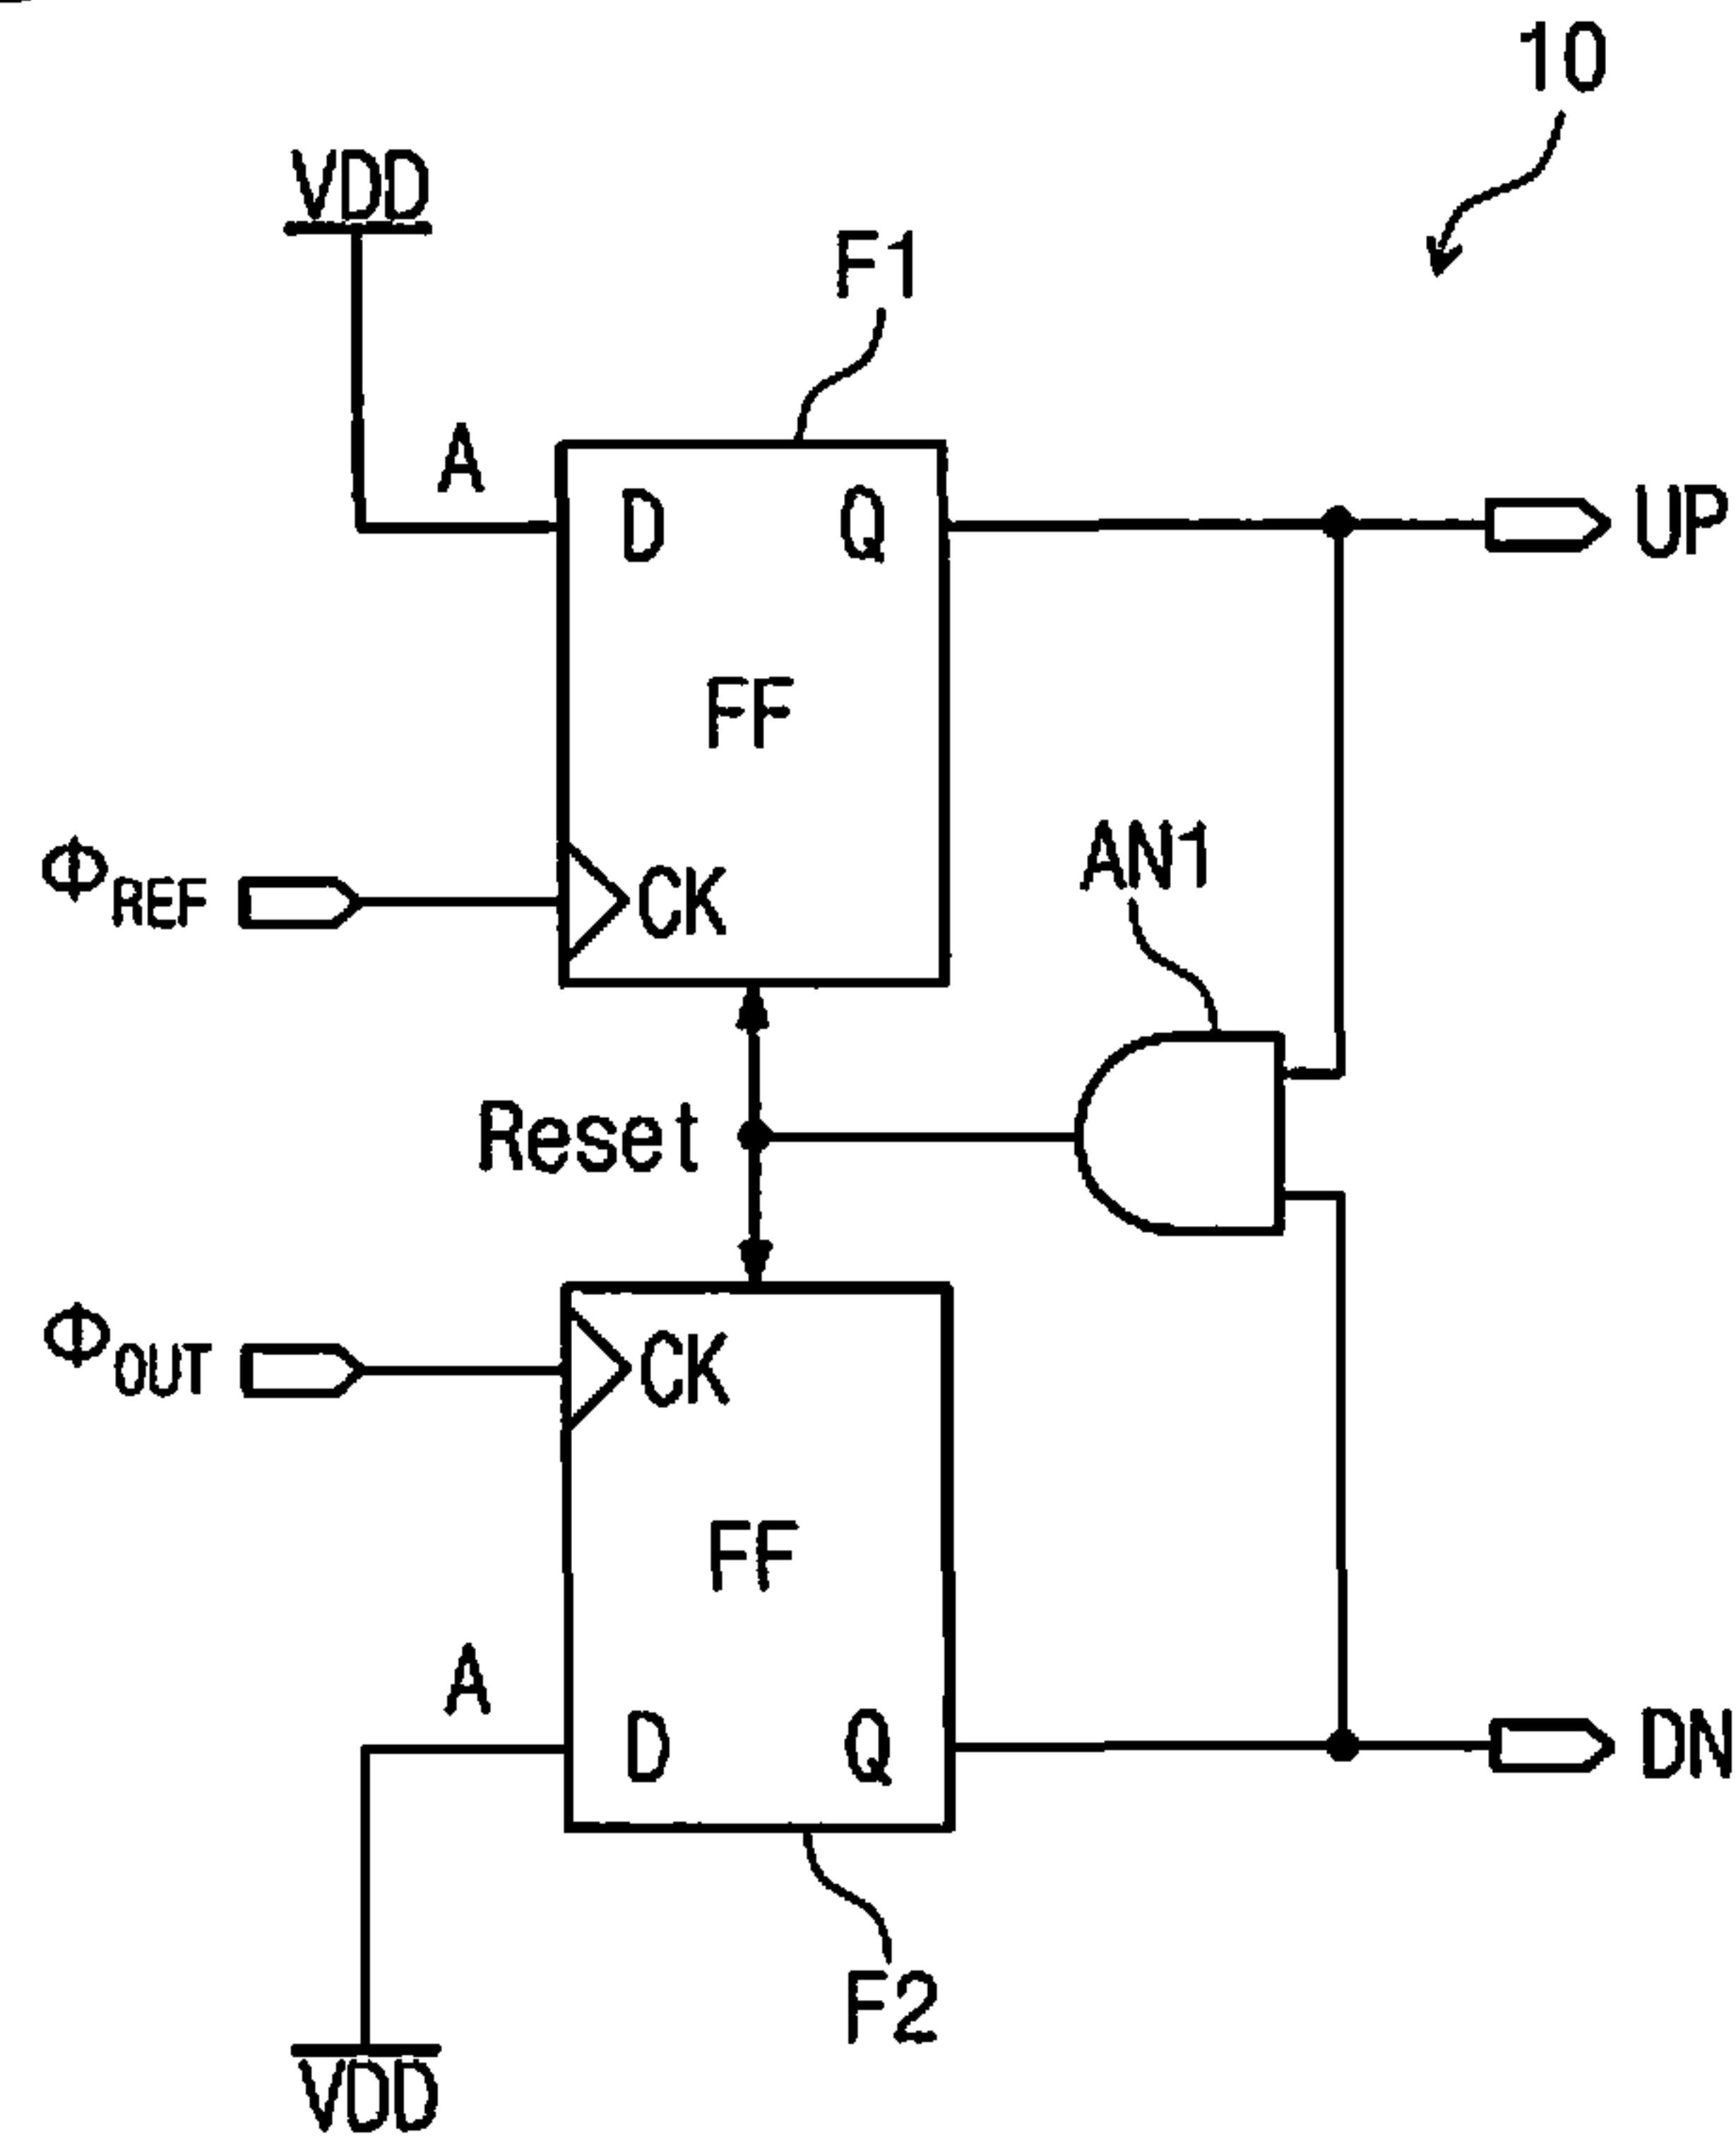 10
VDD
F1
A
D
Q
UP
FF
AN1
ΦREF
CK
Reset
ΦOUT
CK
FF
A
D
Q
DN
F2
VDD